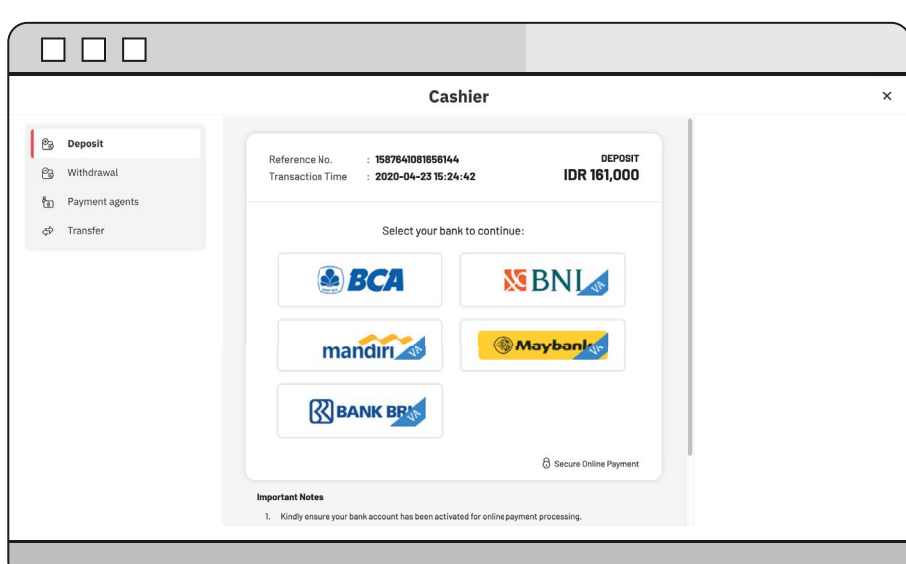 Cashier
×
Deposit
Withdrawal
Payment agents
Transfer
Reference No. : 1587641081656144
Transaction Time : 2020-04-23 15:24:42
DEPOSIT
IDR 161,000
Select your bank to continue:
BCA
BNI VA
mandiri VA
Maybank VA
BANK BRI VA
Secure Online Payment
Important Notes
1. Kindly ensure your bank account has been activated for online payment processing.